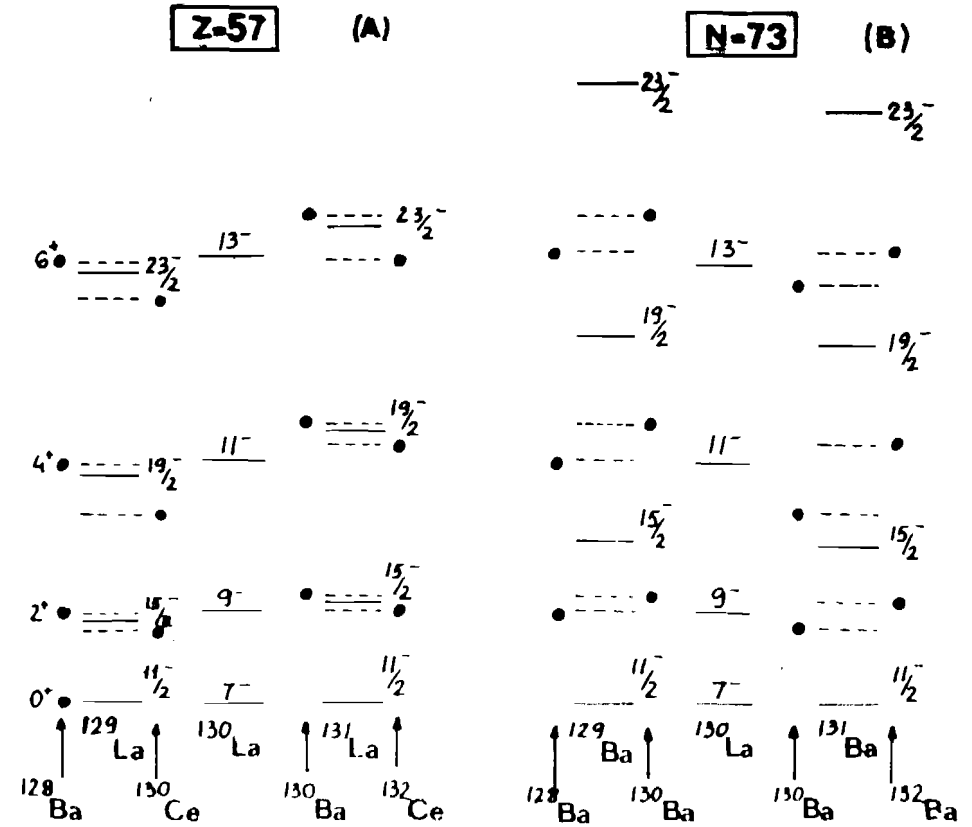 Z=57 (A) N=73 (B)
23/2⁻ 23/2⁻
23/2⁻
6⁺ 23/2⁻ 13⁻ 13⁻
19/2⁻ 19/2⁻
19/2⁻
4⁺ 19/2⁻ 11⁻ 11⁻
15/2⁻ 15/2⁻
15/2⁻
2⁺ 15/2⁻ 9⁻ 9⁻
0⁺ 11/2⁻ 7⁻ 11/2⁻ 11/2⁻ 7⁻ 11/2⁻
¹²⁹La ¹³⁰La ¹³¹La ¹²⁹Ba ¹³⁰La ¹³¹Ba
¹²⁸Ba ¹³⁰Ce ¹³⁰Ba ¹³²Ce ¹²⁸Ba ¹³⁰Ba ¹³⁰Ba ¹³²Ba